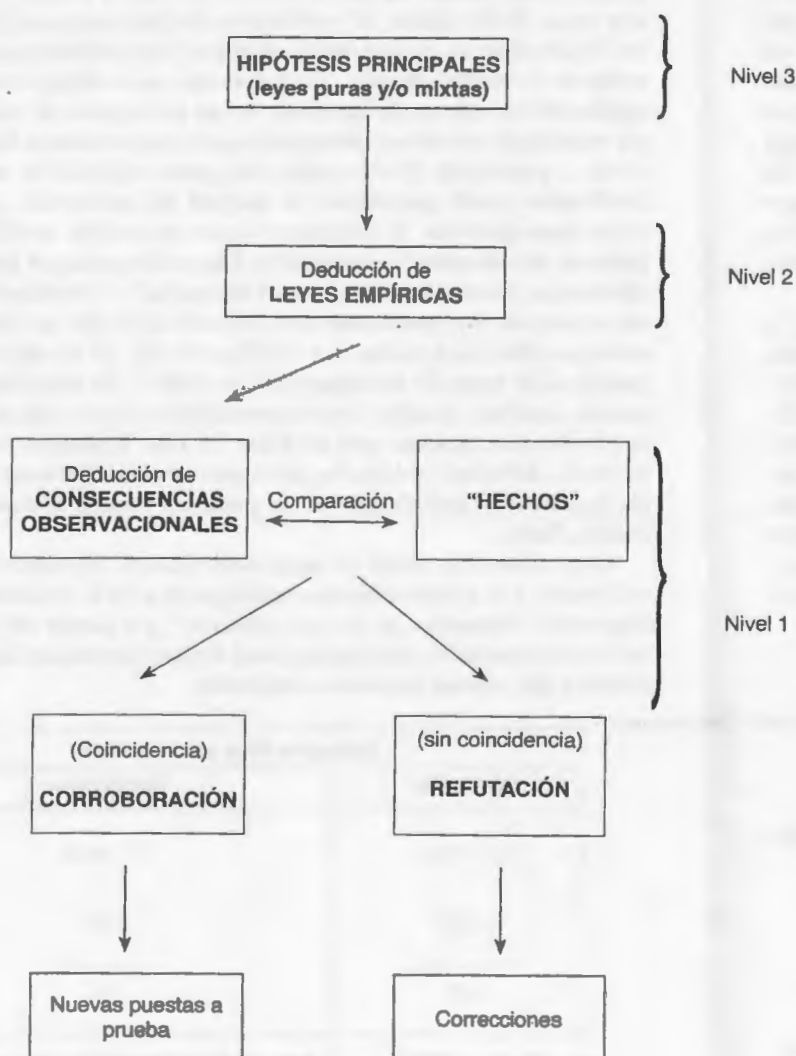 HIPÓTESIS PRINCIPALES
(leyes puras y/o mixtas)
Nivel 3
Deducción de
LEYES EMPÍRICAS
Nivel 2
Deducción de
CONSECUENCIAS
OBSERVACIONALES
Comparación
“HECHOS”
Nivel 1
(Coincidencia)
CORROBORACIÓN
(sin coincidencia)
REFUTACIÓN
Nuevas puestas a
prueba
Correcciones